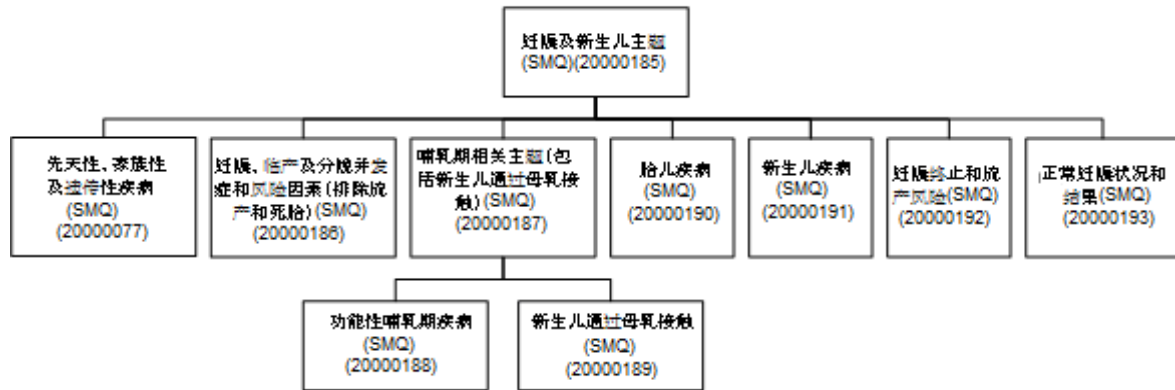 妊娠及新生儿主题
(SMQ)(20000185)
先天性、家族性
及遗传性疾病
(SMQ)
(20000077)
妊娠、临产及分娩并发
症和风险因素(排除流
产和死胎)(SMQ)
(20000186)
哺乳期相关主题(包
括新生儿通过母乳接
触)(SMQ)
(20000187)
胎儿疾病
(SMQ)
(20000190)
新生儿疾病
(SMQ)
(20000191)
妊娠终止和流
产风险(SMQ)
(20000192)
正常妊娠状况和
结果(SMQ)
(20000193)
功能性哺乳期疾病
(SMQ)
(20000188)
新生儿通过母乳接触
(SMQ)
(20000189)